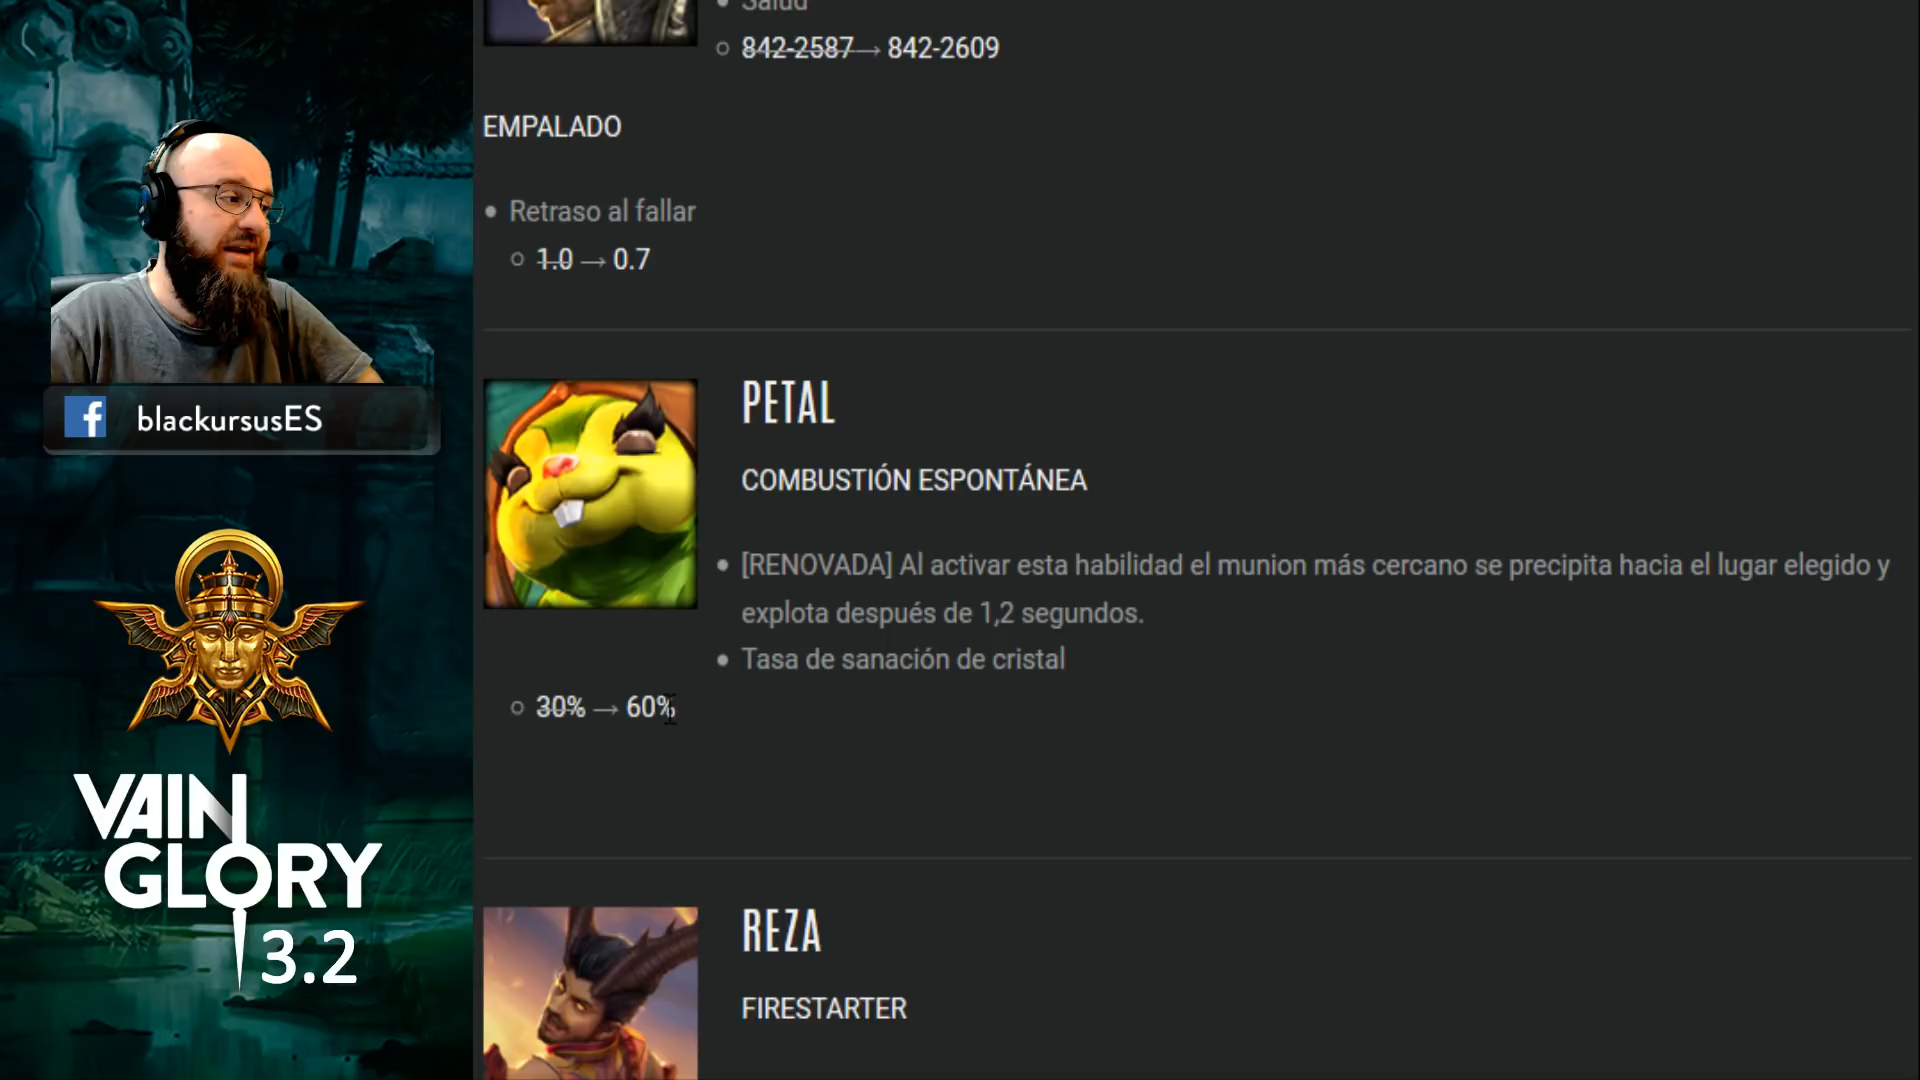 Salud
842-2587→ 842-2609
EMPALADO
Retraso al fallar
1.0 → 0.7
PETAL
COMBUSTIÓN ESPONTÁNEA
[RENOVADA] Al activar esta habilidad el munion más cercano se precipita hacia el lugar elegido y
explota después de 1,2 segundos.
Tasa de sanación de cristal
30% → 60%
REZA
FIRESTARTER
f blackursusES
VAIN
GLORY
3.2